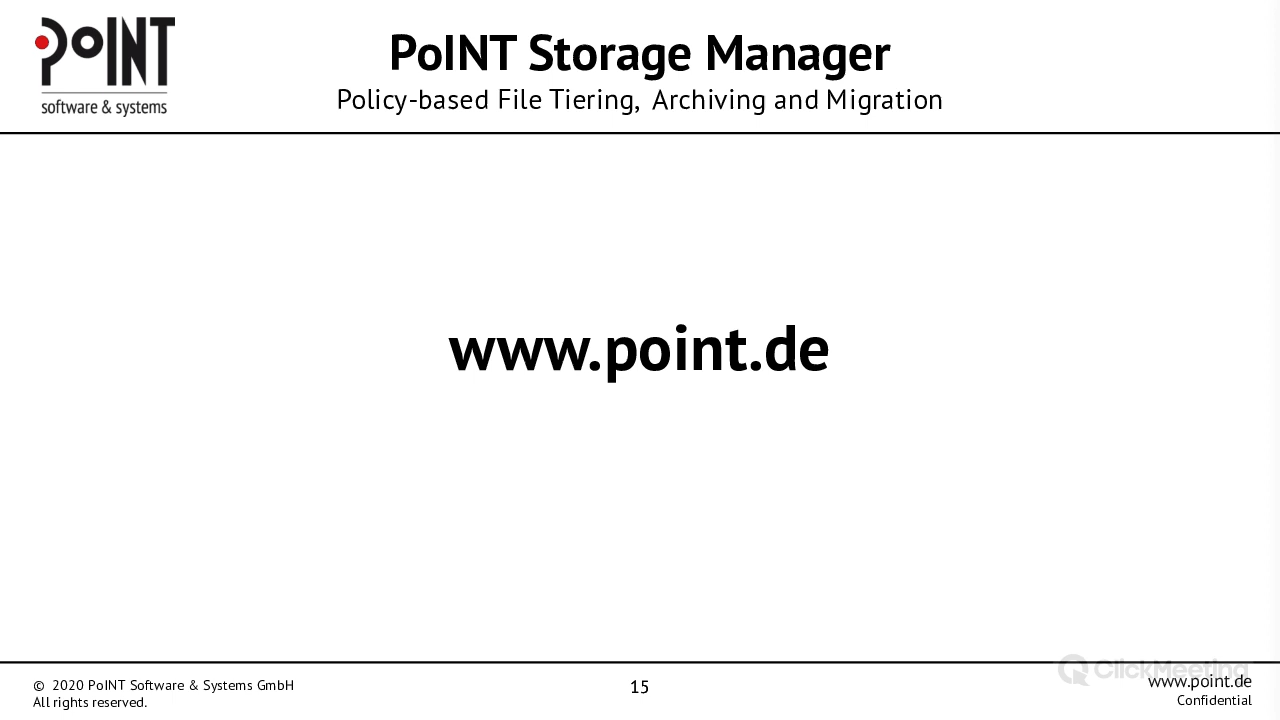 PoINT
software & systems
PoINT Storage Manager
Policy-based File Tiering, Archiving and Migration
www.point.de
© 2020 PoINT Software & Systems GmbH
All rights reserved.
15
ClickMeeting
www.point.de
Confidential